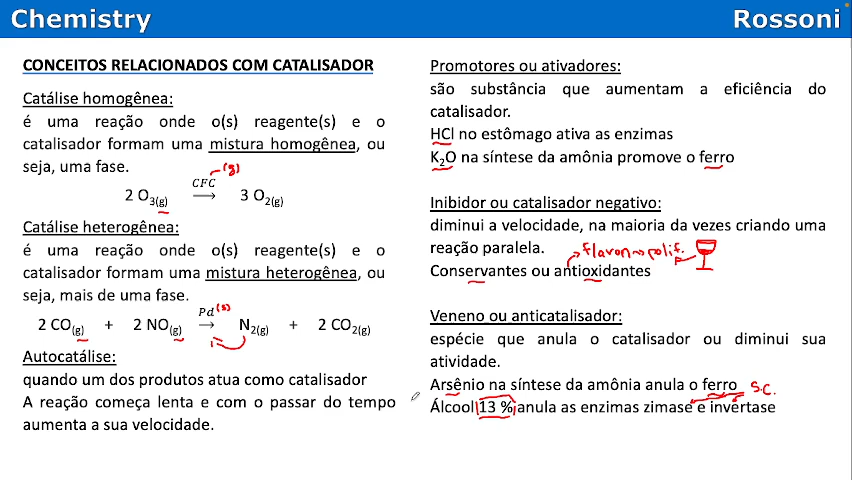 Chemistry Rossoni
CONCEITOS RELACIONADOS COM CATALISADOR
Catálise homogênea:
é uma reação onde o(s) reagente(s) e o
catalisador formam uma mistura homogênea, ou
seja, uma fase.
CFC (g)
2 O₃(g) → 3 O₂(g)
Catálise heterogênea:
é uma reação onde o(s) reagente(s) e o
catalisador formam uma mistura heterogênea, ou
seja, mais de uma fase.
Pd (s)
2 CO(g) + 2 NO(g) → N₂(g) + 2 CO₂(g)
Autocatálise:
quando um dos produtos atua como catalisador
A reação começa lenta e com o passar do tempo
aumenta a sua velocidade.
Promotores ou ativadores:
são substância que aumentam a eficiência do
catalisador.
HCl no estômago ativa as enzimas
K₂O na síntese da amônia promove o ferro
Inibidor ou catalisador negativo:
diminui a velocidade, na maioria da vezes criando uma
reação paralela.
flavon polif.
Conservantes ou antioxidantes
Veneno ou anticatalisador:
espécie que anula o catalisador ou diminui sua
atividade.
Arsênio na síntese da amônia anula o ferro S.C.
Álcool 13 % anula as enzimas zimase e invertase